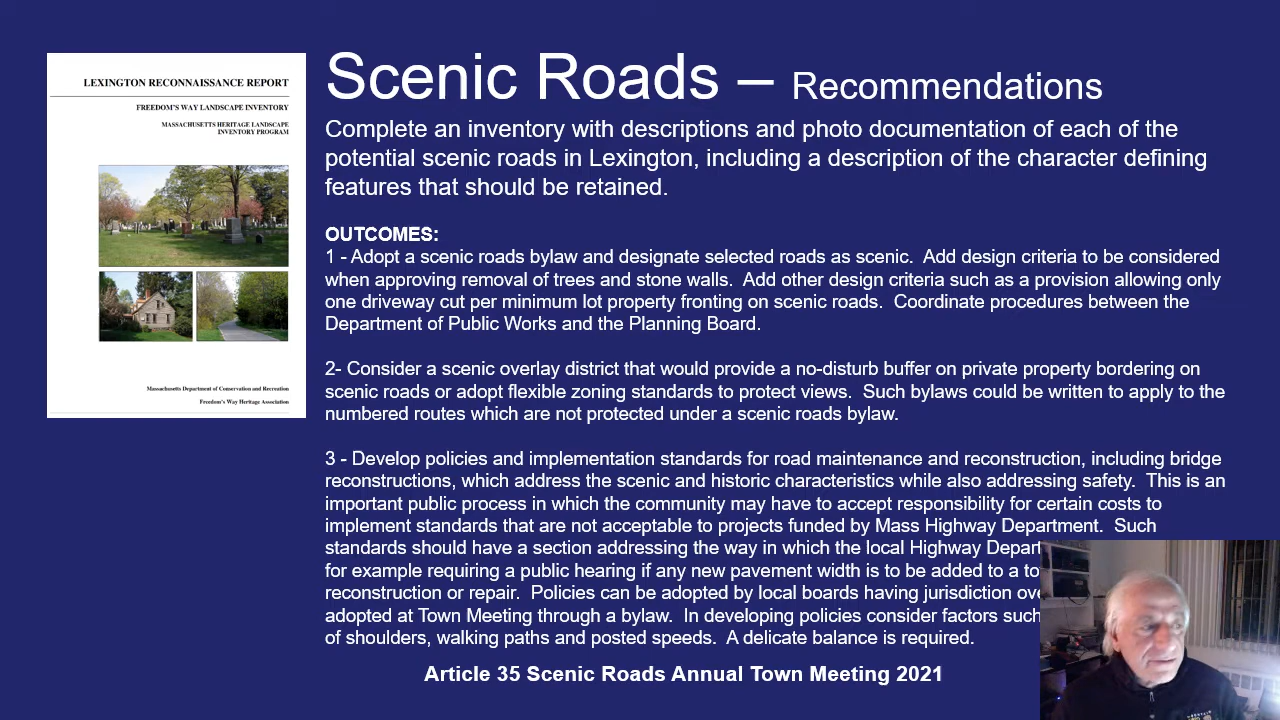 LEXINGTON RECONNAISSANCE REPORT
FREEDOM'S WAY LANDSCAPE INVENTORY
MASSACHUSETTS HERITAGE LANDSCAPE
INVENTORY PROGRAM
Massachusetts Department of Conservation and Recreation
Freedom's Way Heritage Association
Scenic Roads – Recommendations
Complete an inventory with descriptions and photo documentation of each of the
potential scenic roads in Lexington, including a description of the character defining
features that should be retained.
OUTCOMES:
1 - Adopt a scenic roads bylaw and designate selected roads as scenic.  Add design criteria to be considered
when approving removal of trees and stone walls.  Add other design criteria such as a provision allowing only
one driveway cut per minimum lot property fronting on scenic roads.  Coordinate procedures between the
Department of Public Works and the Planning Board.
2- Consider a scenic overlay district that would provide a no-disturb buffer on private property bordering on
scenic roads or adopt flexible zoning standards to protect views.  Such bylaws could be written to apply to the
numbered routes which are not protected under a scenic roads bylaw.
3 - Develop policies and implementation standards for road maintenance and reconstruction, including bridge
reconstructions, which address the scenic and historic characteristics while also addressing safety.  This is an
important public process in which the community may have to accept responsibility for certain costs to
implement standards that are not acceptable to projects funded by Mass Highway Department.  Such
standards should have a section addressing the way in which the local Highway Depart
for example requiring a public hearing if any new pavement width is to be added to a to
reconstruction or repair.  Policies can be adopted by local boards having jurisdiction ove
adopted at Town Meeting through a bylaw.  In developing policies consider factors such
of shoulders, walking paths and posted speeds.  A delicate balance is required.
Article 35 Scenic Roads Annual Town Meeting 2021